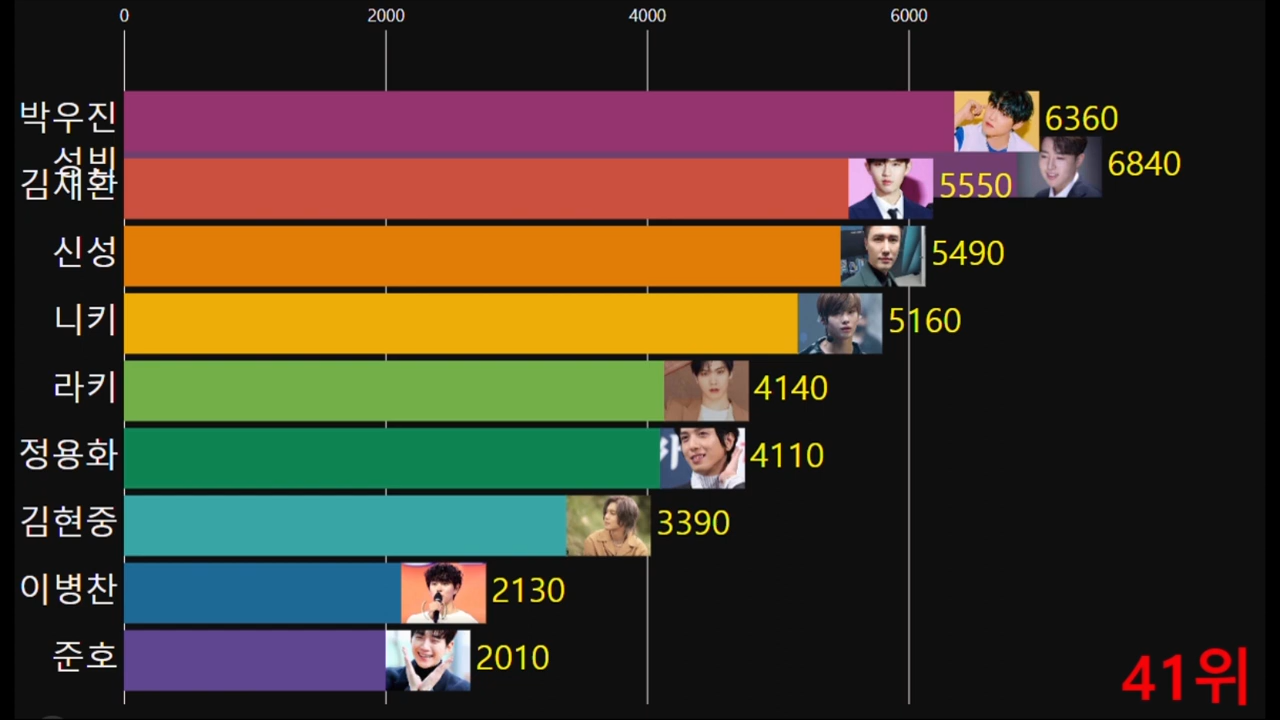 0 2000 4000 6000
박우진 6360
성빈 6840
김재환 5550
신성 5490
니키 5160
라키 4140
정용화 4110
김현중 3390
이병찬 2130
준호 2010
41위